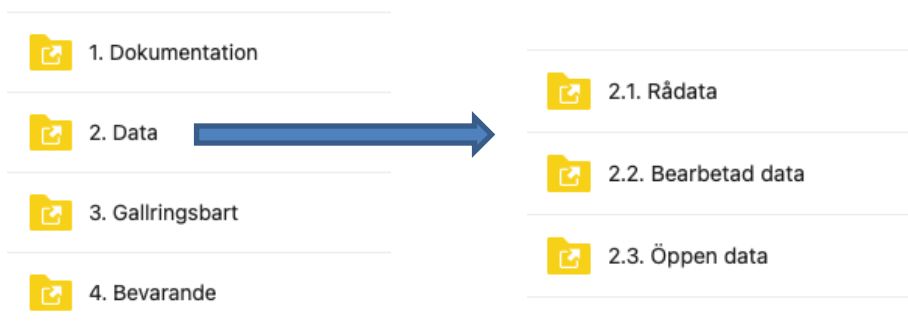 1. Dokumentation
2. Data
3. Gallringsbart
4. Bevarande
2.1. Rådata
2.2. Bearbetad data
2.3. Öppen data